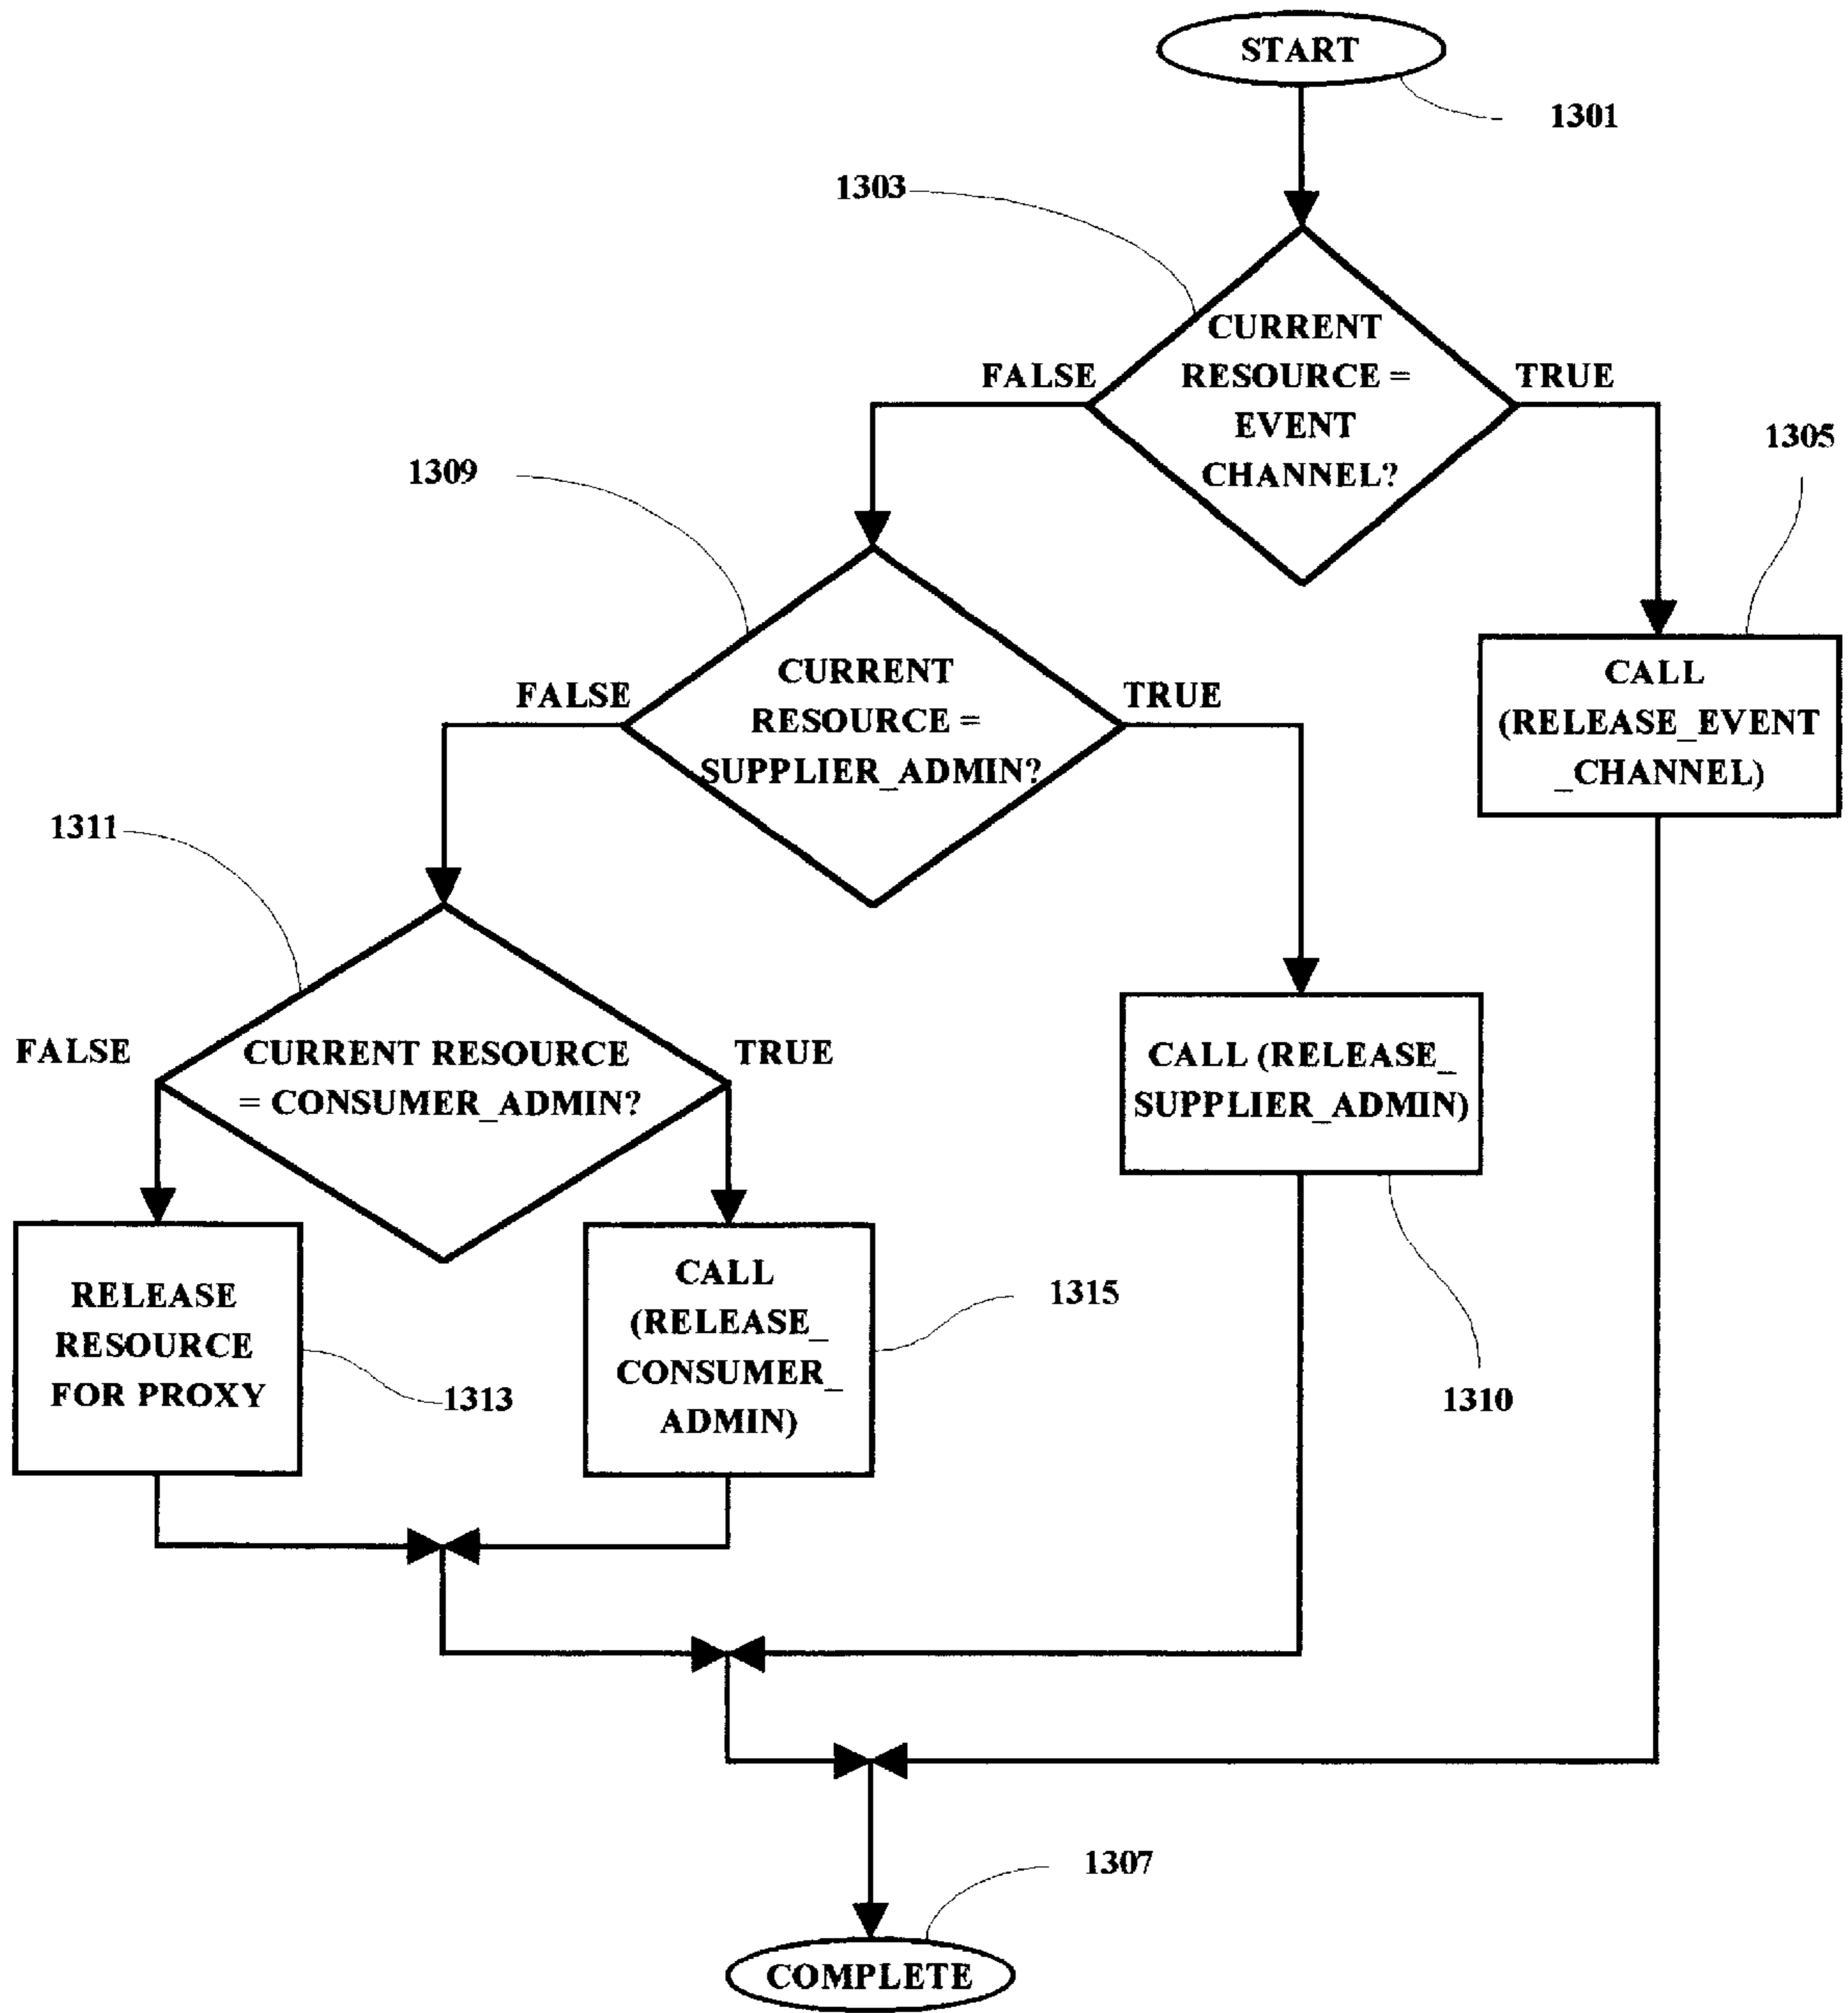 START
1301
1303
CURRENT
RESOURCE =
EVENT
CHANNEL?
FALSE
TRUE
1305
1309
CALL
(RELEASE_EVENT
_CHANNEL)
CURRENT
RESOURCE =
SUPPLIER_ADMIN?
FALSE
TRUE
1311
CURRENT RESOURCE
= CONSUMER_ADMIN?
FALSE
TRUE
CALL (RELEASE_
SUPPLIER_ADMIN)
RELEASE
RESOURCE
FOR PROXY
1313
CALL
(RELEASE_
CONSUMER_
ADMIN)
1315
1310
1307
COMPLETE